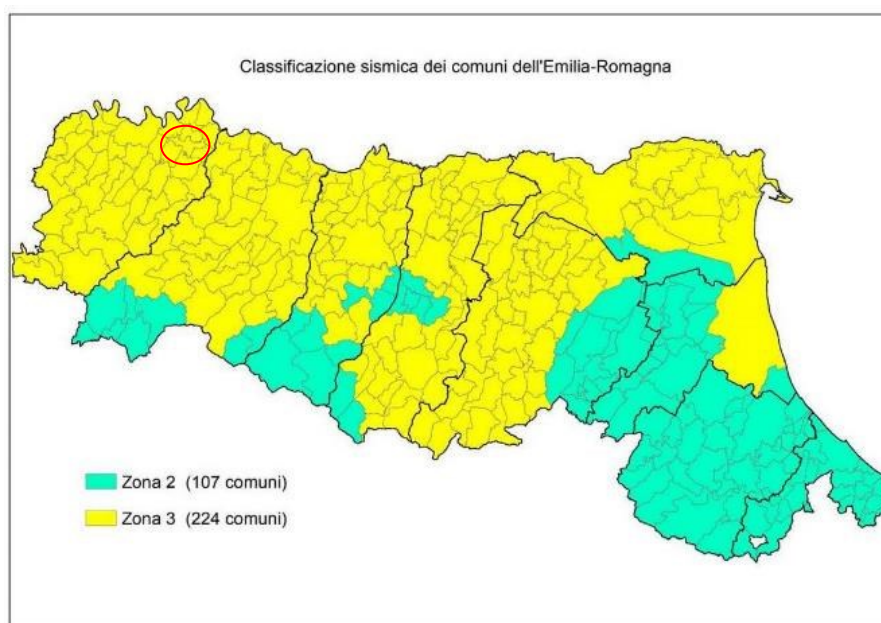 Classificazione sismica dei comuni dell'Emilia-Romagna
Zona 2 (107 comuni)
Zona 3 (224 comuni)